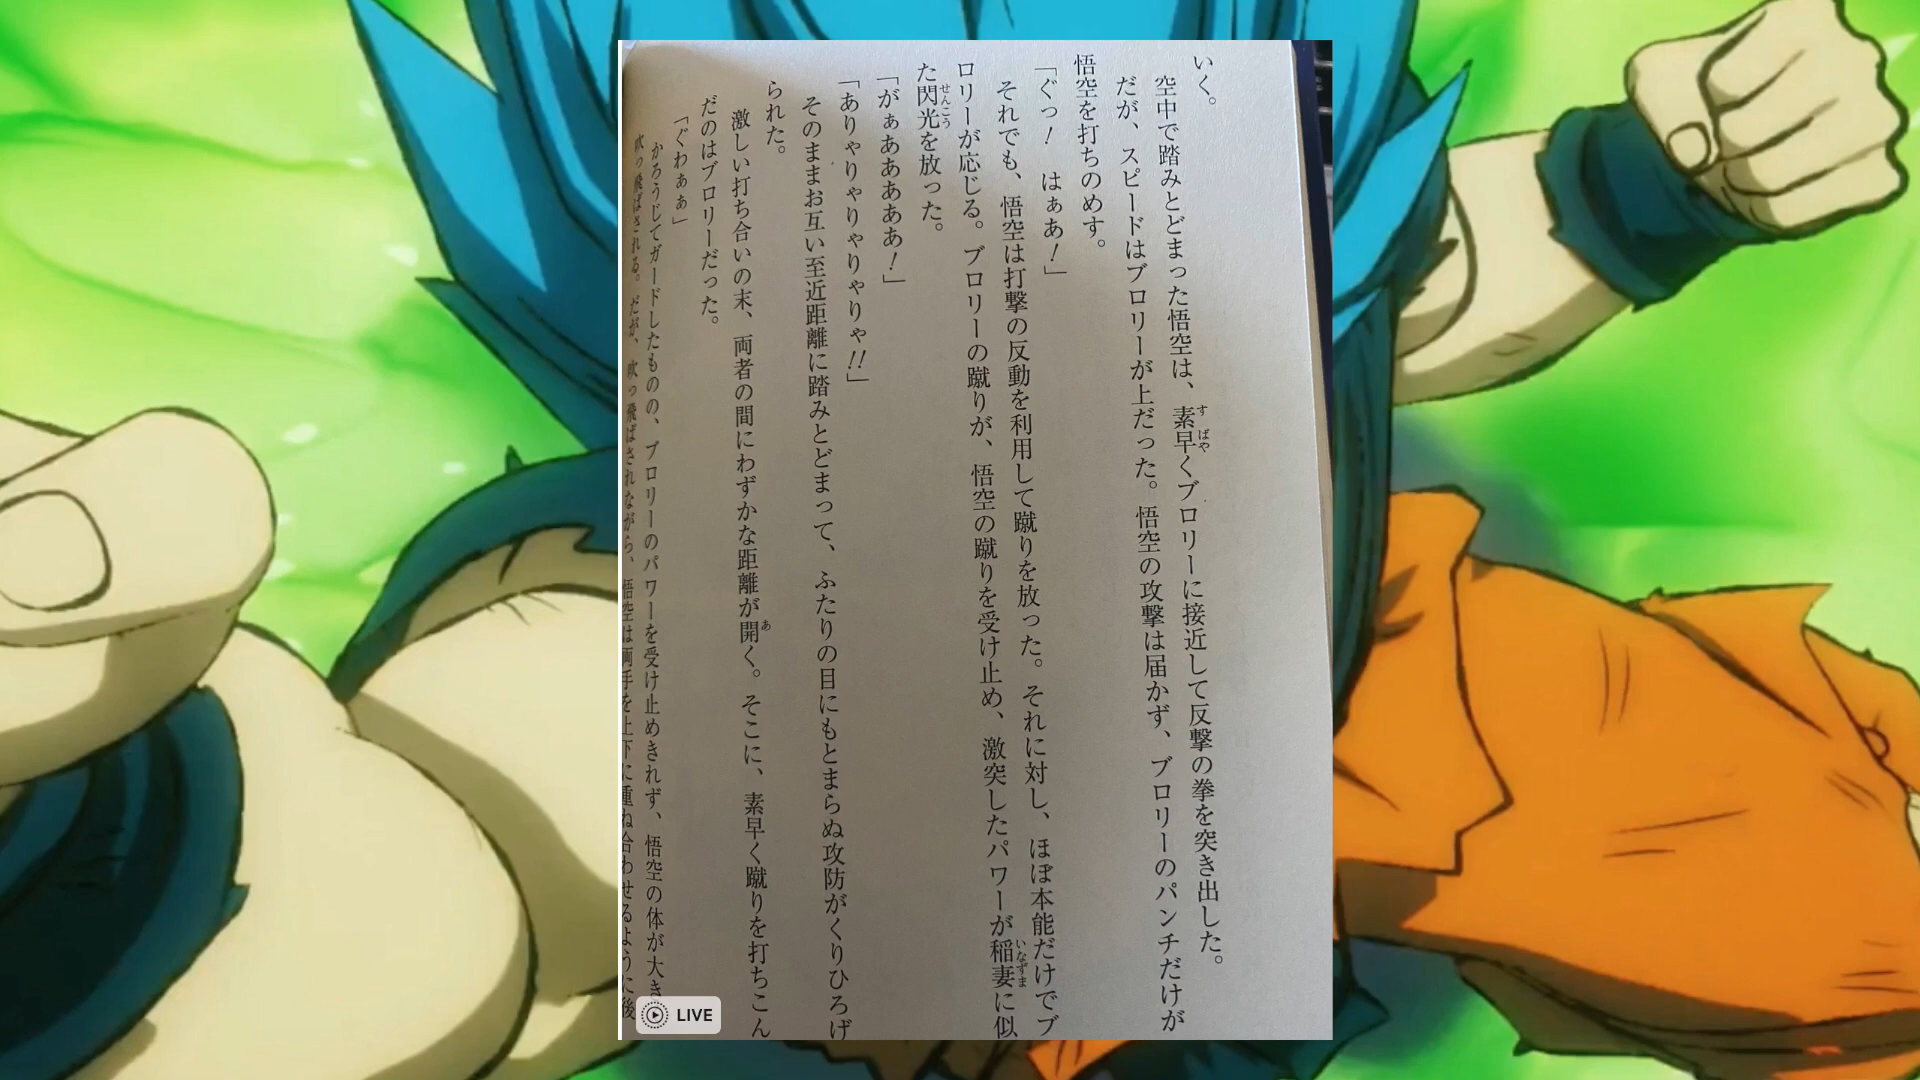 いく。
空中で踏みとどまった悟空は、素早くブロリーに接近して反撃の拳を突き出した。
すばや
だが、スピードはブロリーが上だった。悟空の攻撃は届かず、ブロリーのパンチだけが
悟空を打ちのめす。
「ぐっ! はぁあ!」
それでも、悟空は打撃の反動を利用して蹴りを放った。それに対し、ほぼ本能だけでブ
ロリーが応じる。ブロリーの蹴りが、悟空の蹴りを受け止め、激突したパワーが稲妻に似
いなずま
た閃光を放った。
せんこう
「がぁああああああ!」
「ありゃりゃりゃりゃりゃ!!」
そのままお互い至近距離に踏みとどまって、ふたりの目にもとまらぬ攻防がくりひろげ
られた。
激しい打ち合いの末、両者の間にわずかな距離が開く。そこに、素早く蹴りを打ちこん
あ
だのはブロリーだった。
「ぐわぁぁ」
かろうじてガードしたものの、ブロリーのパワーを受け止めきれず、悟空の体が大き
吹っ飛ばされる。だが、吹っ飛ばされながら、悟空は両手を上下に重ね合わせるように後
LIVE